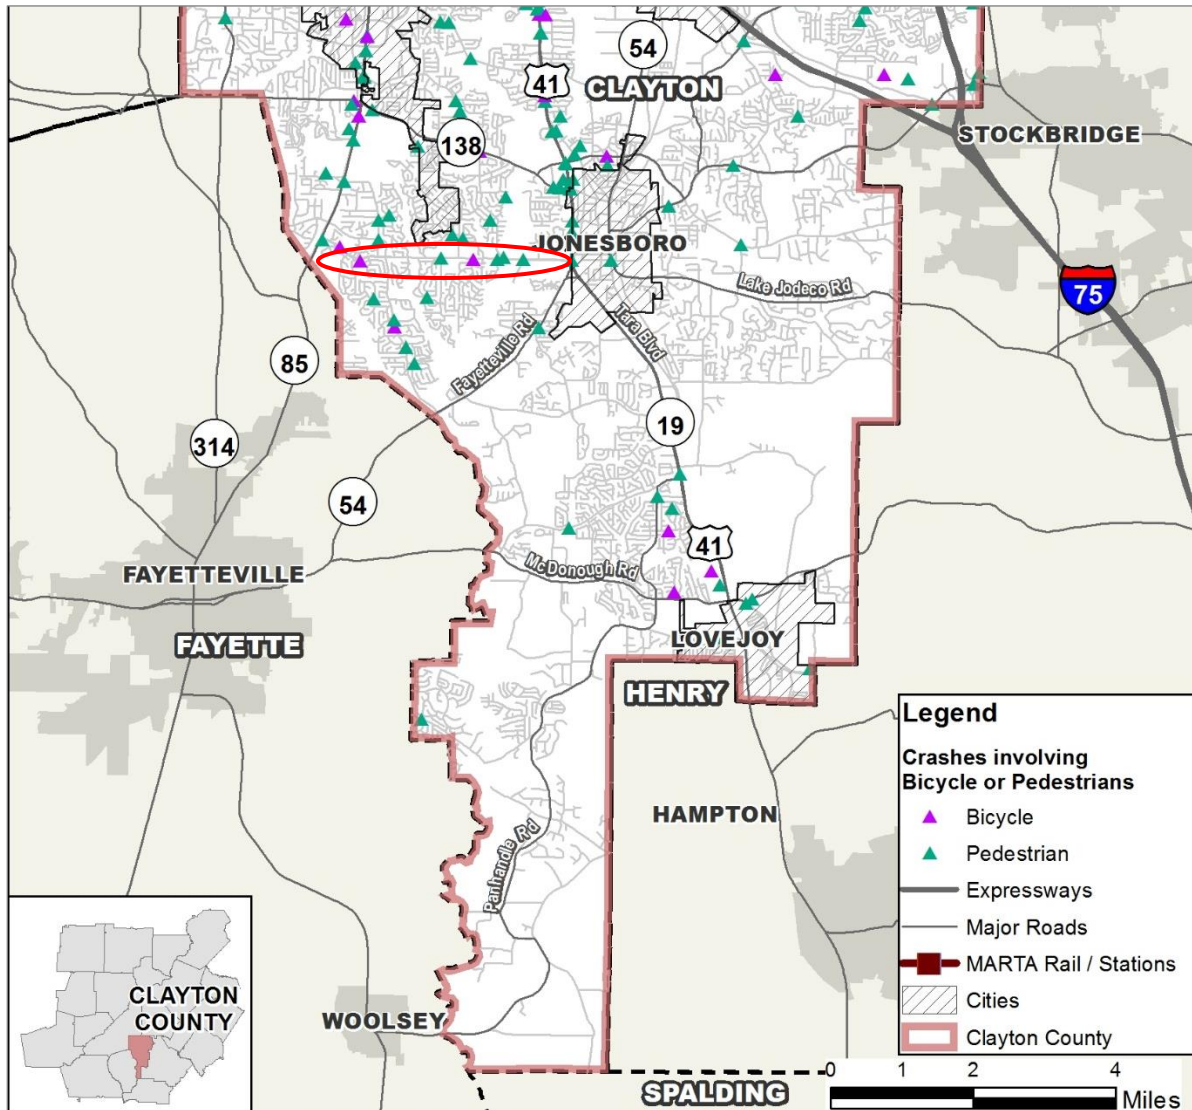 54
41
CLAYTON
STOCKBRIDGE
138
JONESBORO
Lake Jodeco Rd
75
Tara Blvd
Fayetteville Rd
85
19
314
54
41
FAYETTEVILLE
McDonough Rd
FAYETTE
LOVEJOY
HENRY
HAMPTON
Panhandle Rd
WOOLSEY
SPALDING
CLAYTON
COUNTY
Legend
Crashes involving
Bicycle or Pedestrians
Bicycle
Pedestrian
Expressways
Major Roads
MARTA Rail / Stations
Cities
Clayton County
0 1 2 4
Miles